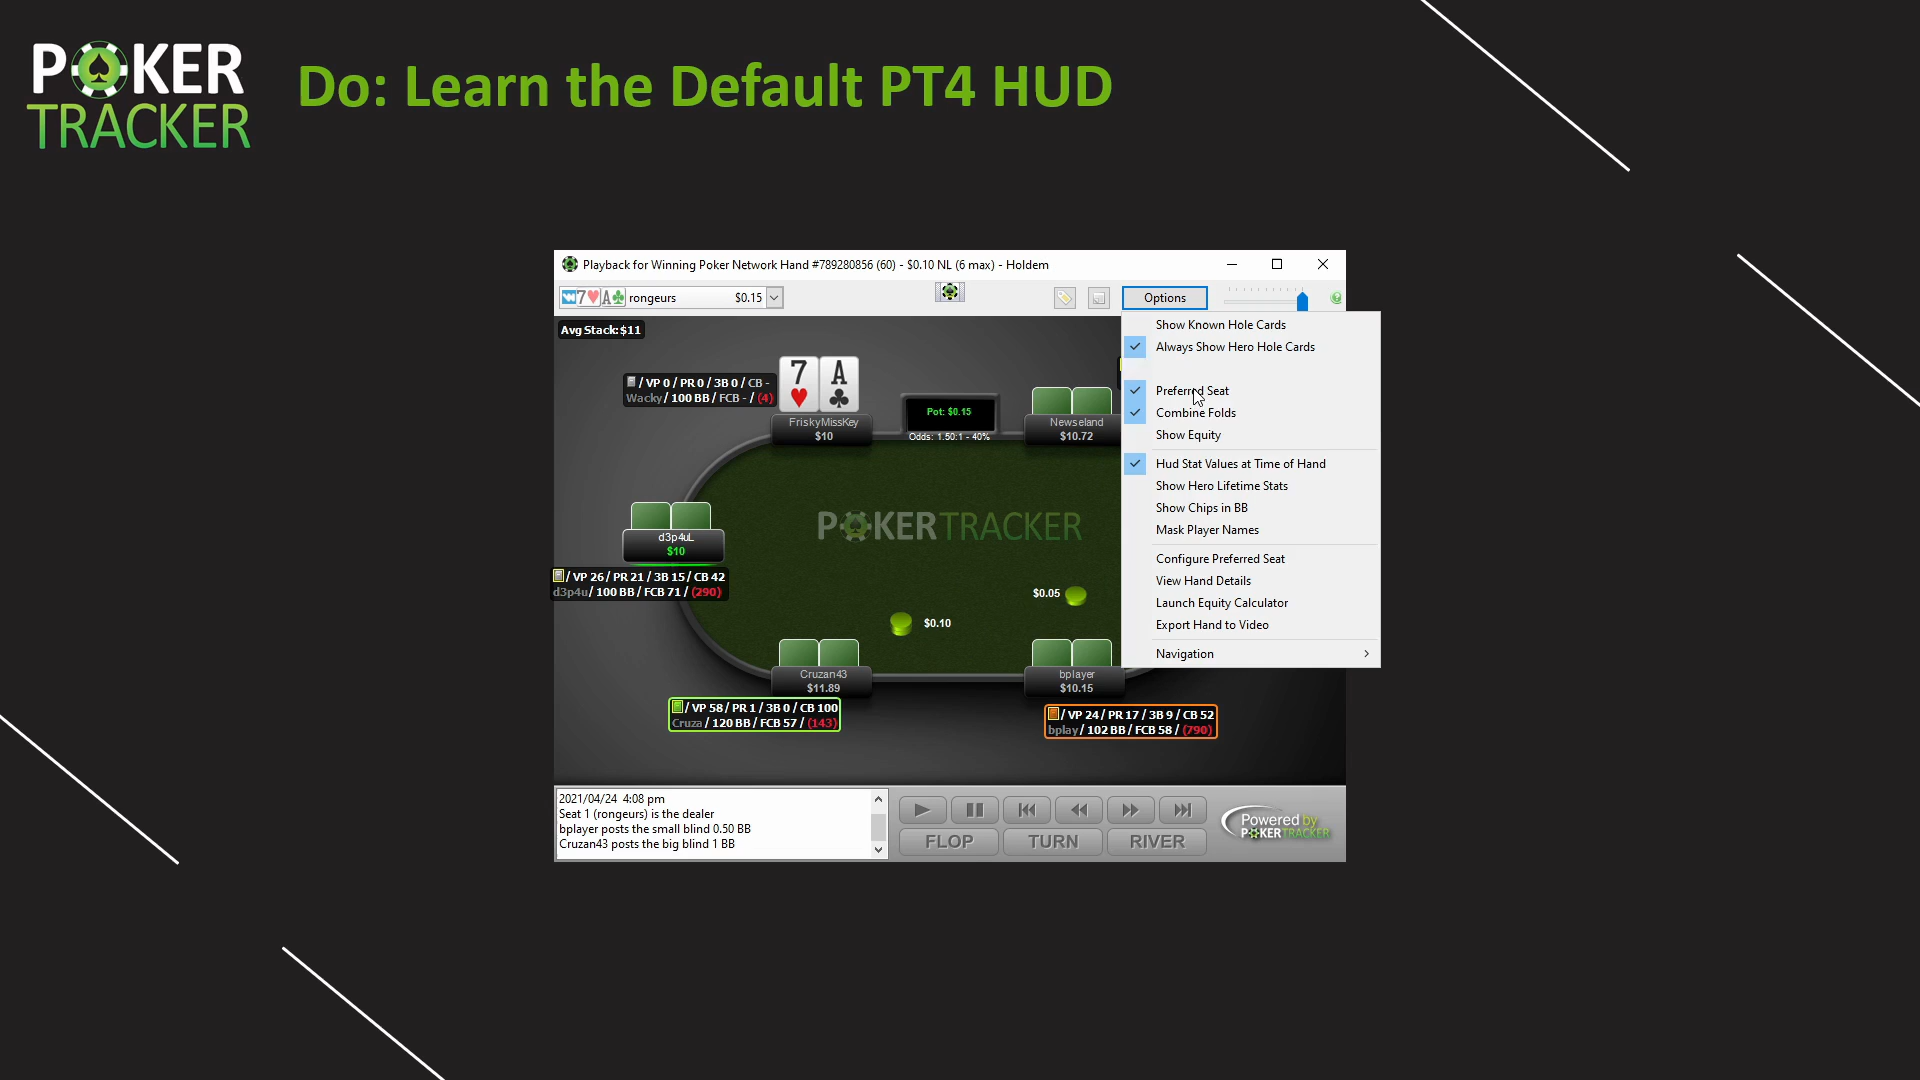 POKER
TRACKER
Do: Learn the Default PT4 HUD
Playback for Winning Poker Network Hand #789280856 (60) - $0.10 NL (6 max) - Holdem
7 A rongeurs $0.15
Options
Avg Stack: $11
Show Known Hole Cards
Always Show Hero Hole Cards
Preferred Seat
Combine Folds
Show Equity
Hud Stat Values at Time of Hand
Show Hero Lifetime Stats
Show Chips in BB
Mask Player Names
Configure Preferred Seat
View Hand Details
Launch Equity Calculator
Export Hand to Video
Navigation
/ VP 0 / PR 0 / 3B 0 / CB -
Wacky / 100 BB / FCB - / (4)
7 A
FriskyMissKey
$10
Pot: $0.15
Odds: 1.50:1 - 40%
Newseland
$10.72
POKERTRACKER
d3p4uL
$10
/ VP 26 / PR 21 / 3B 15 / CB 42
d3p4u / 100 BB / FCB 71 / (290)
$0.05
$0.10
Cruzan43
$11.89
bplayer
$10.15
/ VP 58 / PR 1 / 3B 0 / CB 100
Cruza / 120 BB / FCB 57 / (143)
/ VP 24 / PR 17 / 3B 9 / CB 52
bplay / 102 BB / FCB 58 / (790)
2021/04/24 4:08 pm
Seat 1 (rongeurs) is the dealer
bplayer posts the small blind 0.50 BB
Cruzan43 posts the big blind 1 BB
FLOP TURN RIVER
Powered by
POKERTRACKER